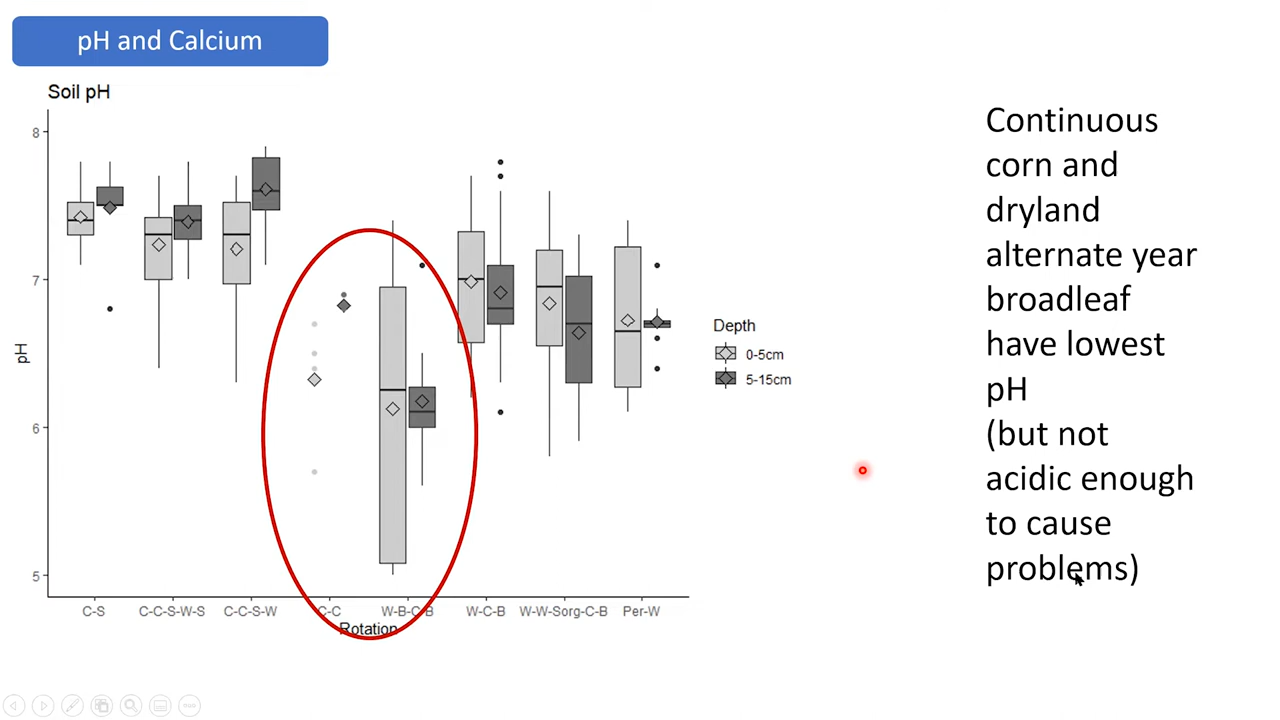 pH and Calcium
Soil pH
8
7
6
5
pH
C-S
C-C-S-W-S
C-C-S-W
C-C
W-B-C-B
W-C-B
W-W-Sorg-C-B
Per-W
Rotation
Depth
0-5cm
5-15cm
Continuous
corn and
dryland
alternate year
broadleaf
have lowest
pH
(but not
acidic enough
to cause
problems)